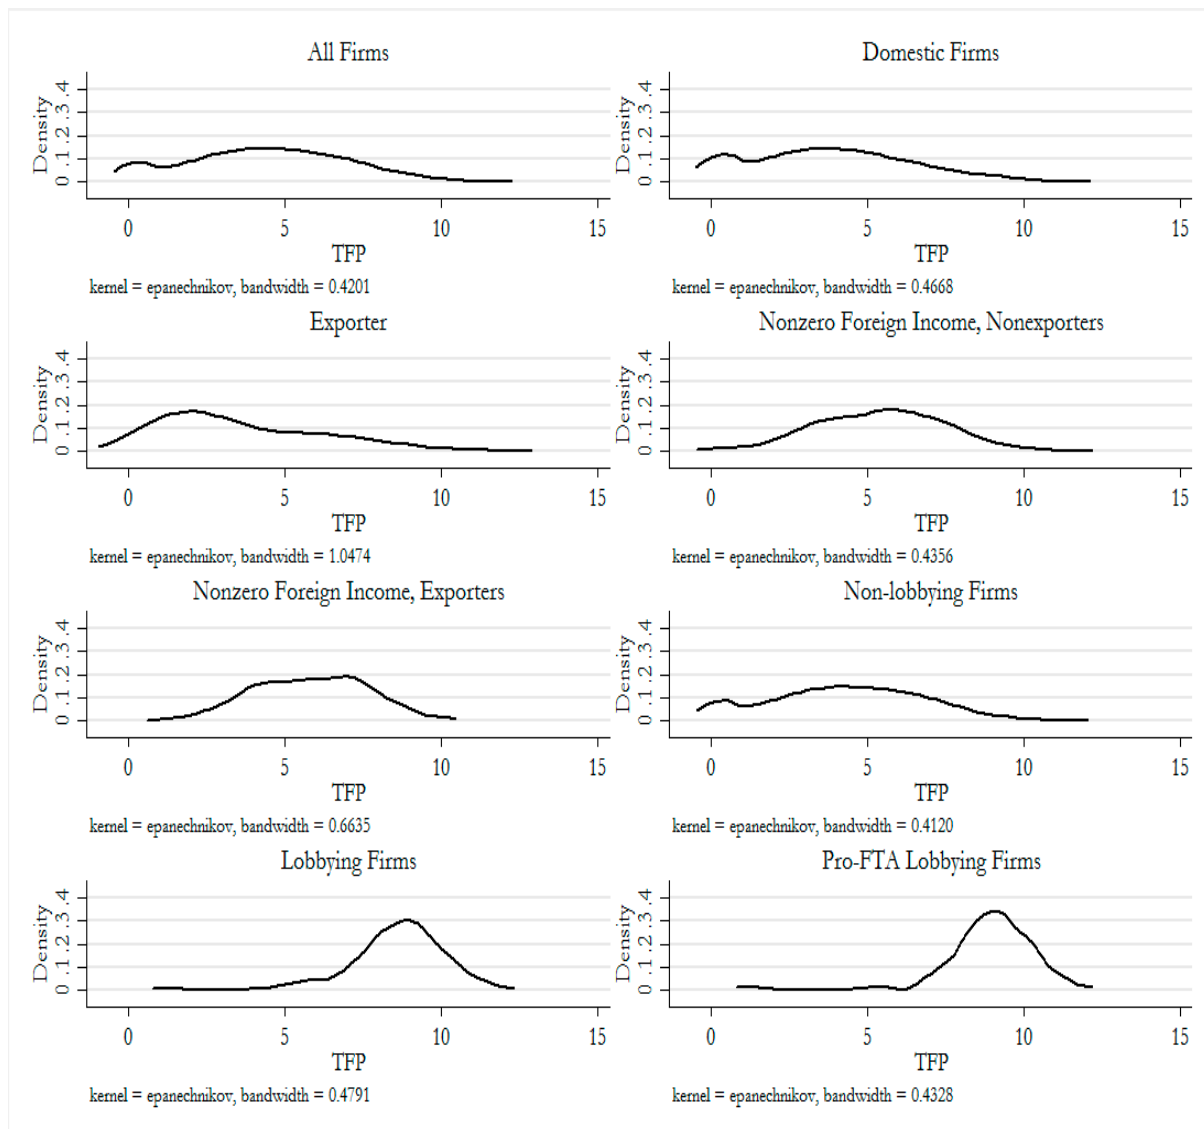 All Firms
Density
0 .1 .2 .3 .4
0 5 10 15
TFP
kernel = epanechnikov, bandwidth = 0.4201
Domestic Firms
Density
0 .1 .2 .3 .4
0 5 10 15
TFP
kernel = epanechnikov, bandwidth = 0.4668
Exporter
Density
0 .1 .2 .3 .4
0 5 10 15
TFP
kernel = epanechnikov, bandwidth = 1.0474
Nonzero Foreign Income, Nonexporters
Density
0 .1 .2 .3 .4
0 5 10 15
TFP
kernel = epanechnikov, bandwidth = 0.4356
Nonzero Foreign Income, Exporters
Density
0 .1 .2 .3 .4
0 5 10 15
TFP
kernel = epanechnikov, bandwidth = 0.6635
Non-lobbying Firms
Density
0 .1 .2 .3 .4
0 5 10 15
TFP
kernel = epanechnikov, bandwidth = 0.4120
Lobbying Firms
Density
0 .1 .2 .3 .4
0 5 10 15
TFP
kernel = epanechnikov, bandwidth = 0.4791
Pro-FTA Lobbying Firms
Density
0 .1 .2 .3 .4
0 5 10 15
TFP
kernel = epanechnikov, bandwidth = 0.4328